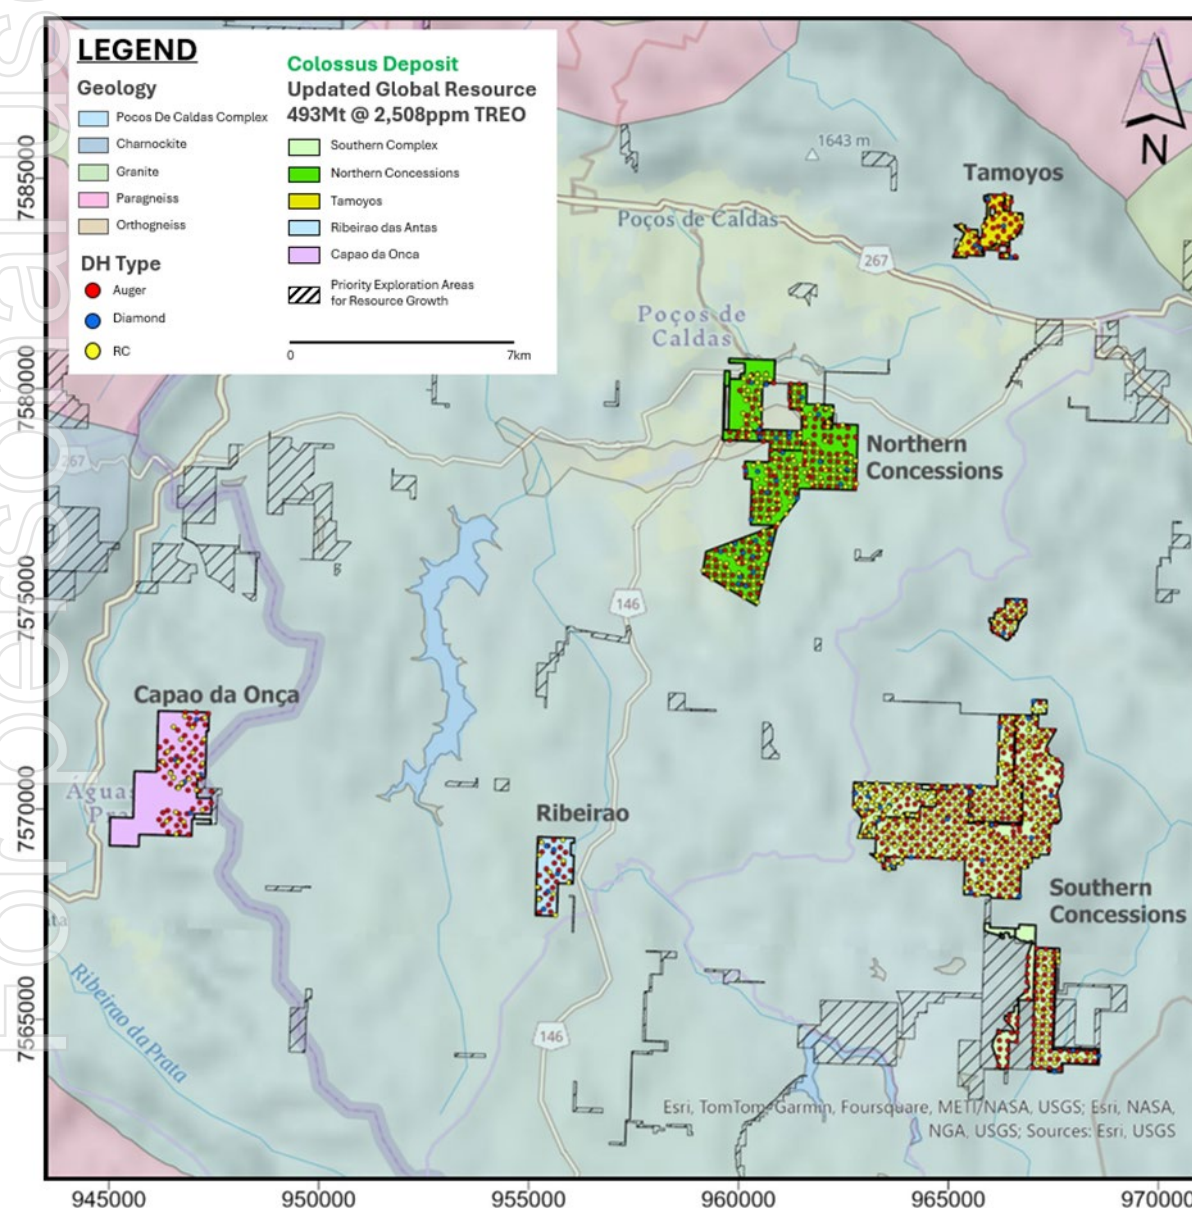 LEGEND
Geology
Pocos De Caldas Complex
Charnockite
Granite
Paragneiss
Orthogneiss
DH Type
Auger
Diamond
RC
Colossus Deposit
Updated Global Resource
493Mt @ 2,508ppm TREO
Southern Complex
Northern Concessions
Tamoyos
Ribeirao das Antas
Capao da Onca
Priority Exploration Areas
for Resource Growth
0 7km
1643 m
N
Tamoyos
Poços de Caldas
267
Poços de
Caldas
Northern
Concessions
267
146
Capao da Onça
Ribeirao
Southern
Concessions
Ribeirao da Prata
146
Esri, TomTom, Garmin, Foursquare, METI/NASA, USGS; Esri, NASA,
NGA, USGS; Sources: Esri, USGS
7585000
7580000
7575000
7570000
7565000
945000 950000 955000 960000 965000 970000
For personal use